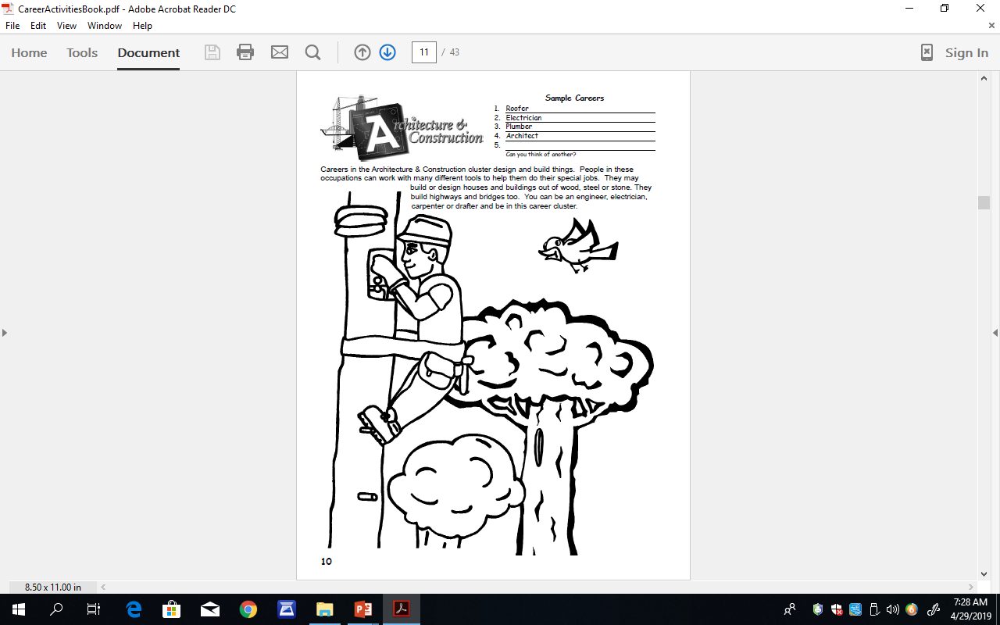 CareerActivitiesBook.pdf - Adobe Acrobat Reader DC
File Edit View Window Help
Home Tools Document 11 / 43 Sign In
Architecture & Construction
Sample Careers
1. Roofer
2. Electrician
3. Plumber
4. Architect
5.
Can you think of another?
Careers in the Architecture & Construction cluster design and build things. People in these
occupations can work with many different tools to help them do their special jobs. They may
build or design houses and buildings out of wood, steel or stone. They
build highways and bridges too. You can be an engineer, electrician,
carpenter or drafter and be in this career cluster.
10
8.50 x 11.00 in
7:28 AM
4/29/2019